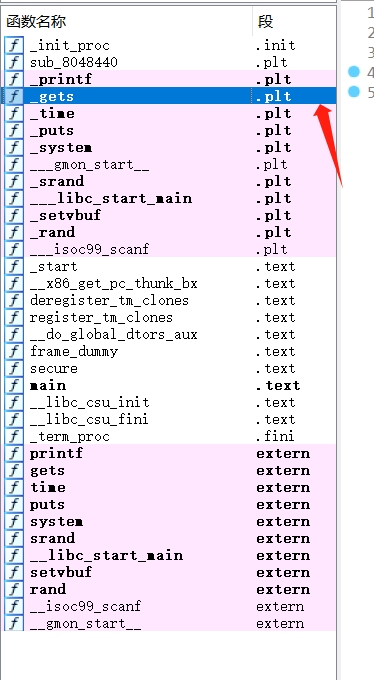 函数名称 段 1
_init_proc .init 2
sub_8048440 .plt 3
_printf .plt 4
_gets .plt 5
_time .plt
_puts .plt
_system .plt
___gmon_start__ .plt
_srand .plt
___libc_start_main .plt
_setvbuf .plt
_rand .plt
___isoc99_scanf .plt
_start .text
__x86_get_pc_thunk_bx .text
deregister_tm_clones .text
register_tm_clones .text
__do_global_dtors_aux .text
frame_dummy .text
secure .text
main .text
__libc_csu_init .text
__libc_csu_fini .text
_term_proc .fini
printf extern
gets extern
time extern
puts extern
system extern
srand extern
__libc_start_main extern
setvbuf extern
rand extern
__isoc99_scanf extern
__gmon_start__ extern